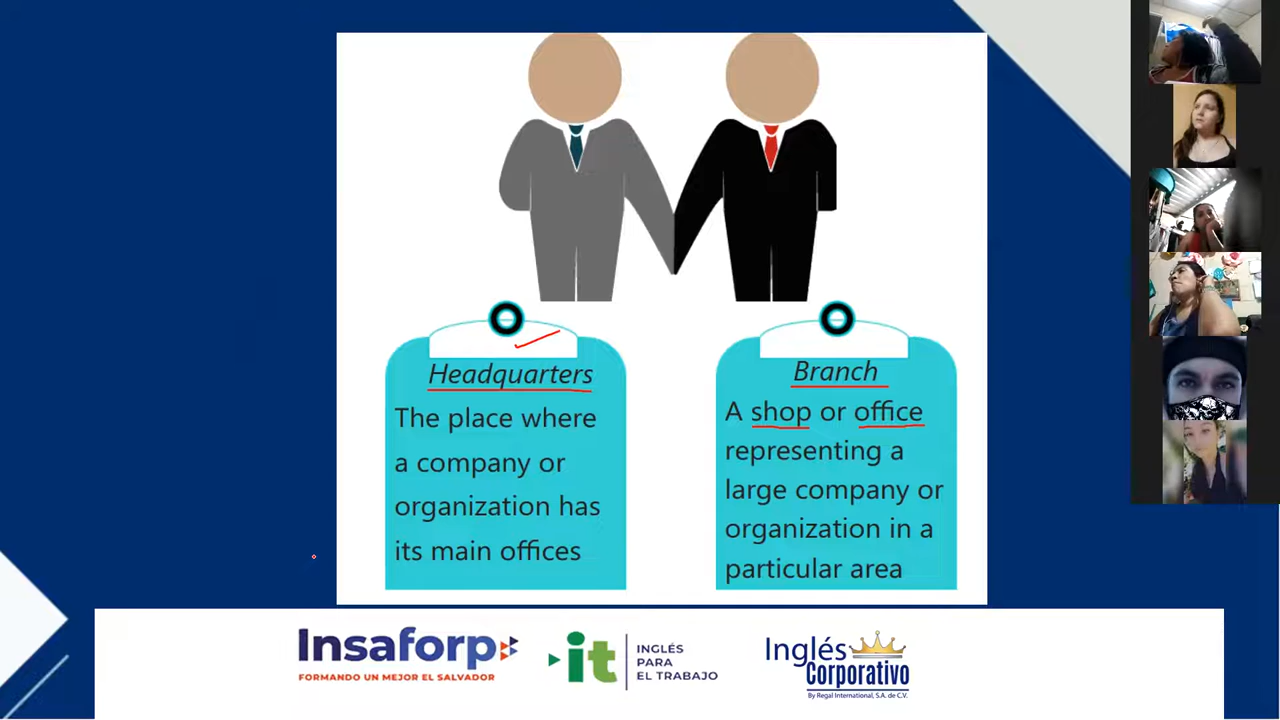 Headquarters
The place where
a company or
organization has
its main offices
Branch
A shop or office
representing a
large company or
organization in a
particular area
Insaforp
FORMANDO UN MEJOR EL SALVADOR
it
INGLÉS
PARA
EL TRABAJO
Inglés
Corporativo
By Regal International, S.A. de C.V.